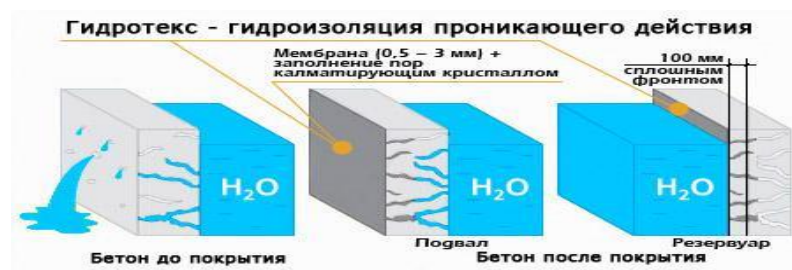 Гидротекс - гидроизоляция проникающего действия
Мембрана (0,5 – 3 мм) +
заполнение пор
калматирующим кристаллом
100 мм
сплошным
фронтом
H₂O
H₂O
H₂O
Подвал
Резервуар
Бетон до покрытия
Бетон после покрытия